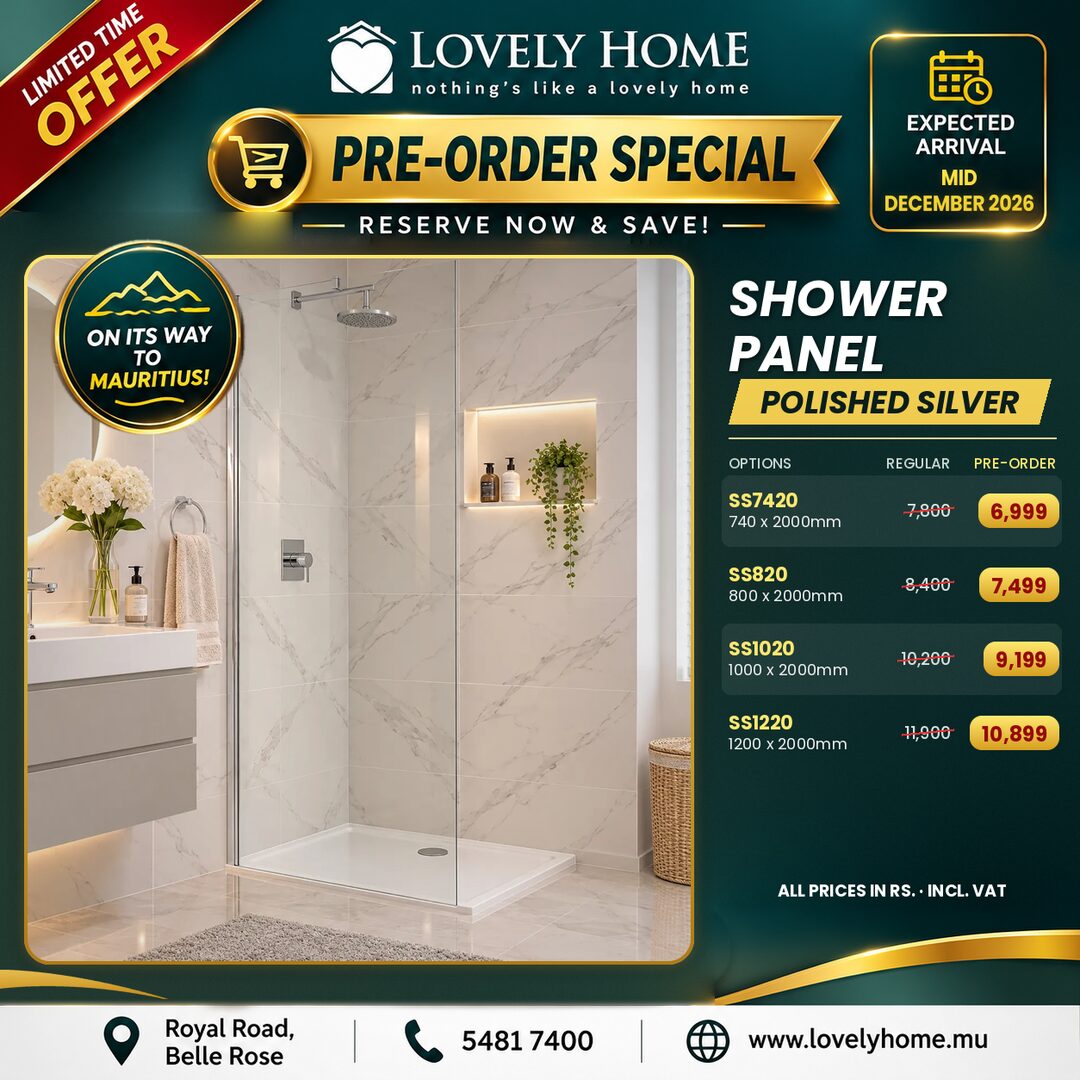 LIMITED TIME
OFFER
LOVELY HOME
nothing's like a lovely home
PRE-ORDER SPECIAL
RESERVE NOW & SAVE!
EXPECTED
ARRIVAL
MID
DECEMBER 2026
ON ITS WAY
TO
MAURITIUS!
SHOWER
PANEL
POLISHED SILVER
OPTIONS REGULAR PRE-ORDER
SS7420
740 x 2000mm 7,800 6,999
SS820
800 x 2000mm 8,400 7,499
SS1020
1000 x 2000mm 10,200 9,199
SS1220
1200 x 2000mm 11,900 10,899
ALL PRICES IN RS. · INCL. VAT
Royal Road,
Belle Rose
5481 7400
www.lovelyhome.mu